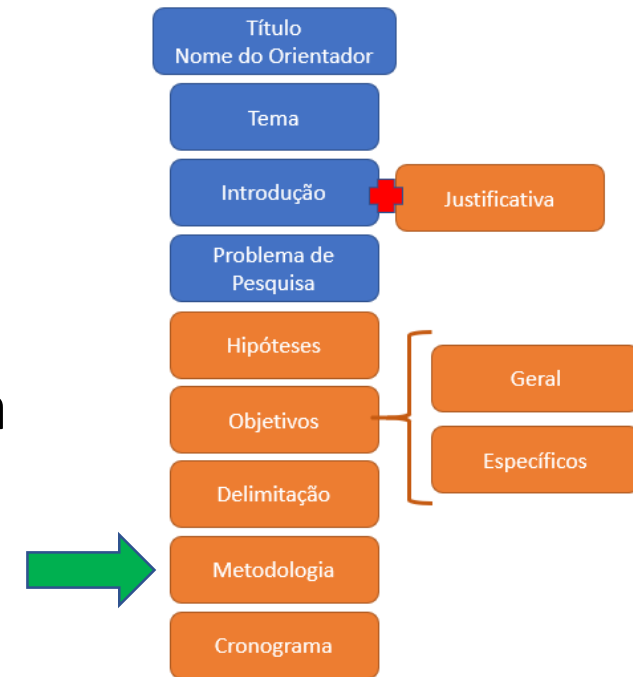 Título
Nome do Orientador
Tema
Introdução
Justificativa
Problema de
Pesquisa
Hipóteses
Objetivos
Geral
Específicos
Delimitação
Metodologia
Cronograma